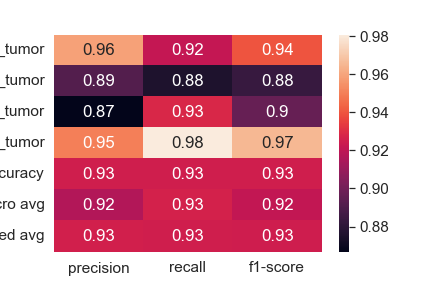 _tumor 0.96 0.92 0.94 0.98
_tumor 0.89 0.88 0.88 0.96
_tumor 0.87 0.93 0.9 0.94
_tumor 0.95 0.98 0.97 0.92
curacy 0.93 0.93 0.93 0.90
cro avg 0.92 0.93 0.92 0.88
ed avg 0.93 0.93 0.93
precision recall f1-score